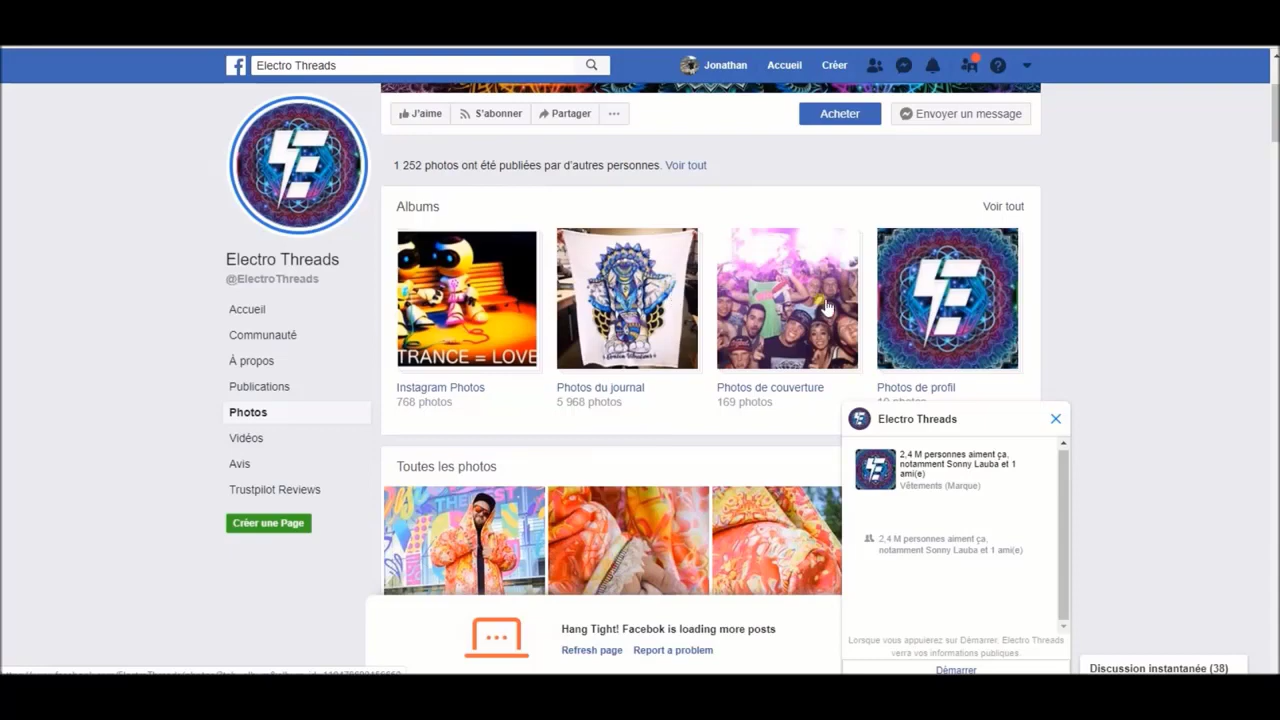 Electro Threads
Jonathan
Accueil
Créer
J'aime
S'abonner
Partager
Acheter
Envoyer un message
1 252 photos ont été publiées par d'autres personnes. Voir tout
Albums
Voir tout
TRANCE = LOVE
Instagram Photos
768 photos
Photos du journal
5 968 photos
Photos de couverture
169 photos
Photos de profil
Electro Threads
@ElectroThreads
Accueil
Communauté
À propos
Publications
Photos
Vidéos
Avis
Trustpilot Reviews
Créer une Page
Toutes les photos
Hang Tight! Facebok is loading more posts
Refresh page
Report a problem
Electro Threads
2,4 M personnes aiment ça,
notamment Sonny Lauba et 1
ami(e)
Vêtements (Marque)
2,4 M personnes aiment ça,
notamment Sonny Lauba et 1 ami(e)
Lorsque vous appuierez sur Démarrer, Electro Threads
verra vos informations publiques.
Démarrer
Discussion instantanée (38)